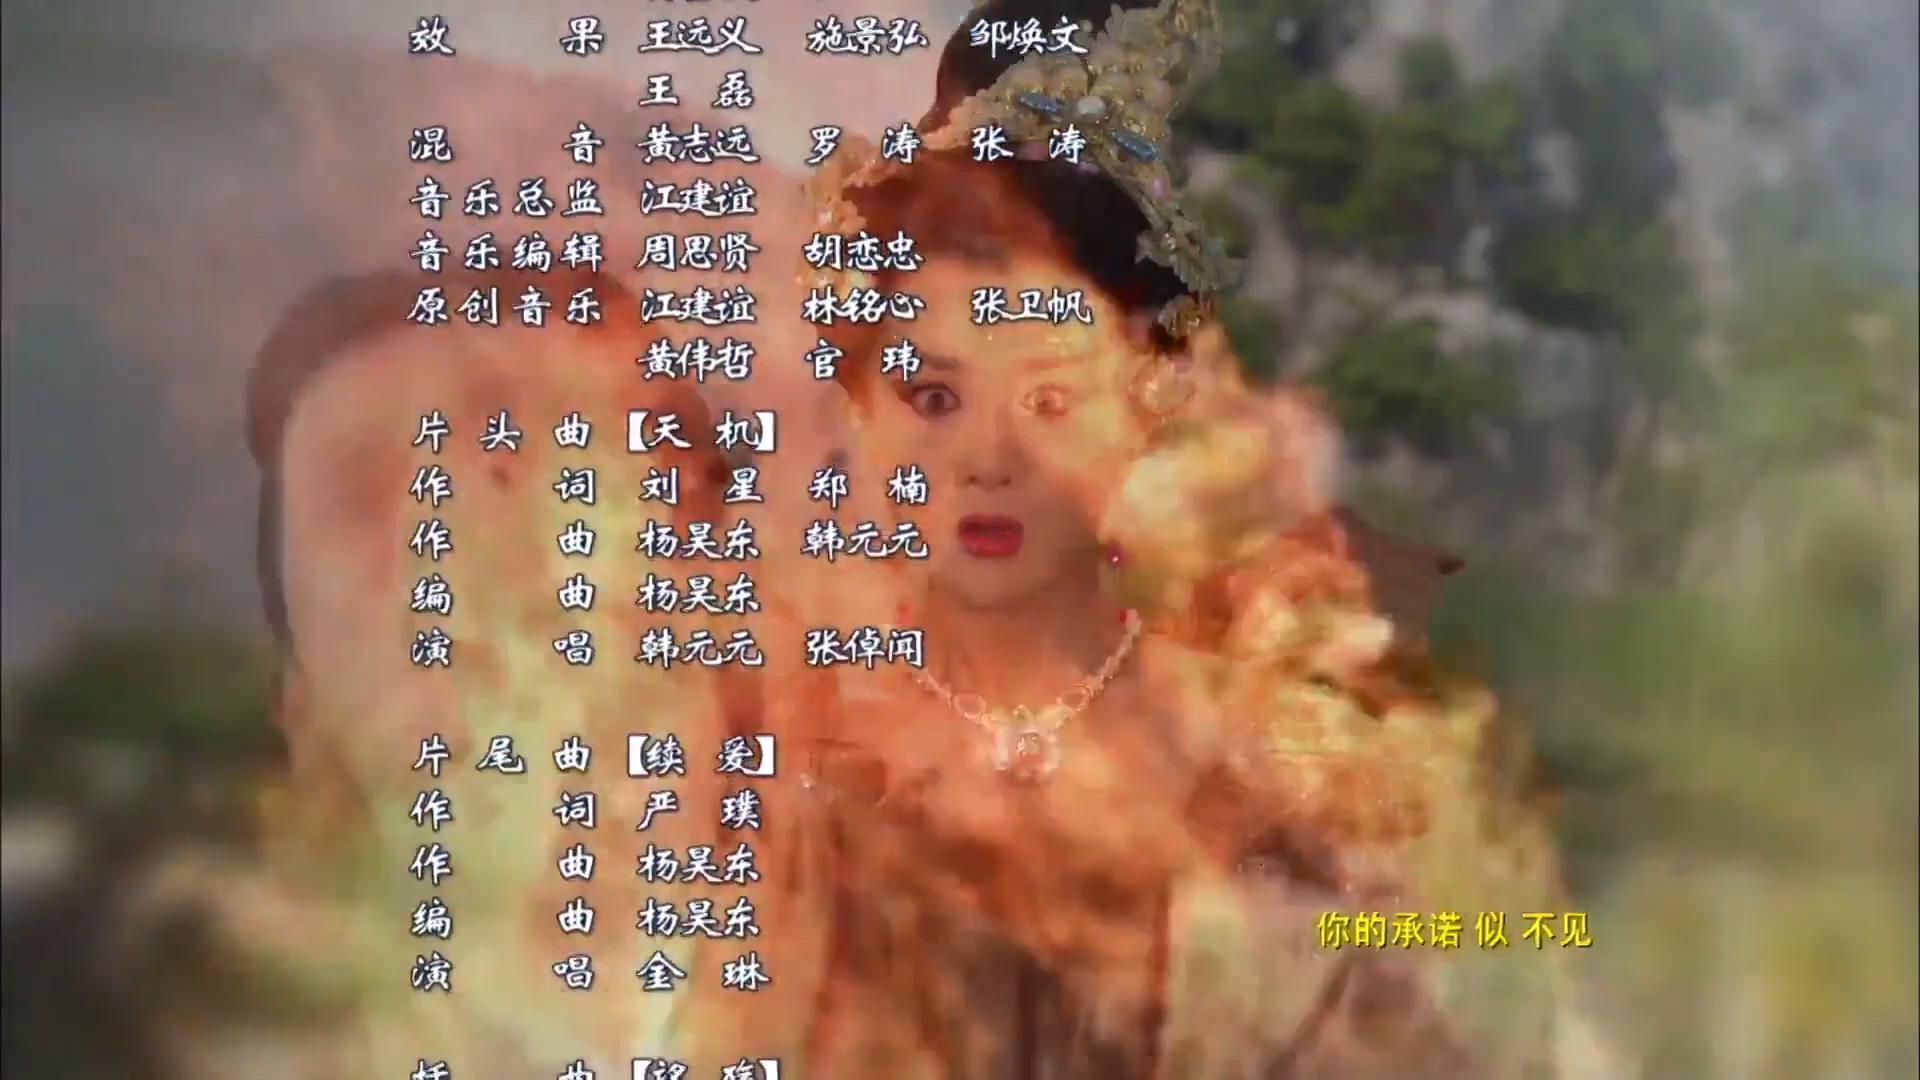 效果 王远义 施景弘 邹焕文
王磊
混音 黄志远 罗涛 张涛
音乐总监 江建谊
音乐编辑 周思贤 胡恋忠
原创音乐 江建谊 林铭心 张卫帆
黄伟哲 官玮
片头曲【天机】
作词 刘星 郑楠
作曲 杨昊东 韩元元
编曲 杨昊东
演唱 韩元元 张倬闻
片尾曲【续爱】
作词 严璞
作曲 杨昊东
编曲 杨昊东
你的承诺 似 不见
演唱 金琳